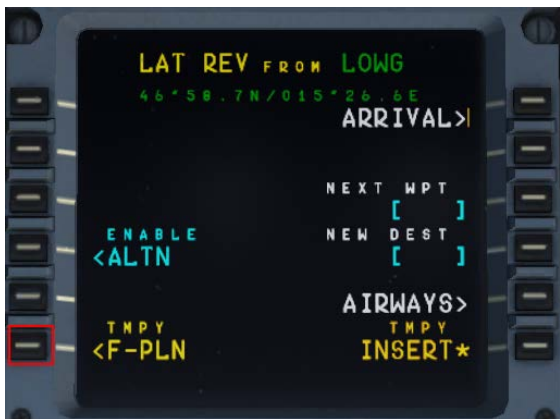 LAT REV FROM LOWG
46°58.7N/015°26.6E
ARRIVAL>
NEXT WPT
[ ]
ENABLE NEW DEST
<ALTN [ ]
AIRWAYS>
TMPY TMPY
<F-PLN INSERT*